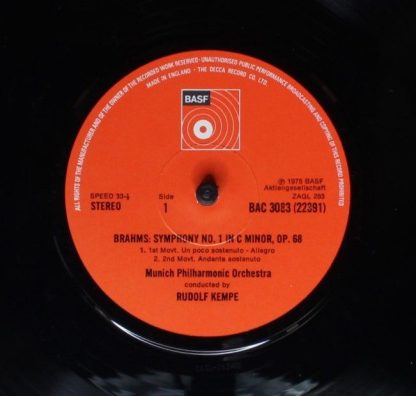 ALL RIGHTS OF THE MANUFACTURER AND OF THE OWNER OF THE RECORDED WORK RESERVED - UNAUTHORISED PUBLIC PERFORMANCE BROADCASTING AND COPYING OF THIS RECORD PROHIBITED
MADE IN ENGLAND - THE DECCA RECORD CO. LTD.
BASF
℗ 1975 BASF
Aktiengesellschaft
ZAGL 283
SPEED 33⅓
Side
STEREO
1
BAC 3083 (22391)
BRAHMS: SYMPHONY NO. 1 IN C MINOR, OP. 68
1. 1st Movt. Un poco sostenuto - Allegro
2. 2nd Movt. Andante sostenuto
Munich Philharmonic Orchestra
conducted by
RUDOLF KEMPE